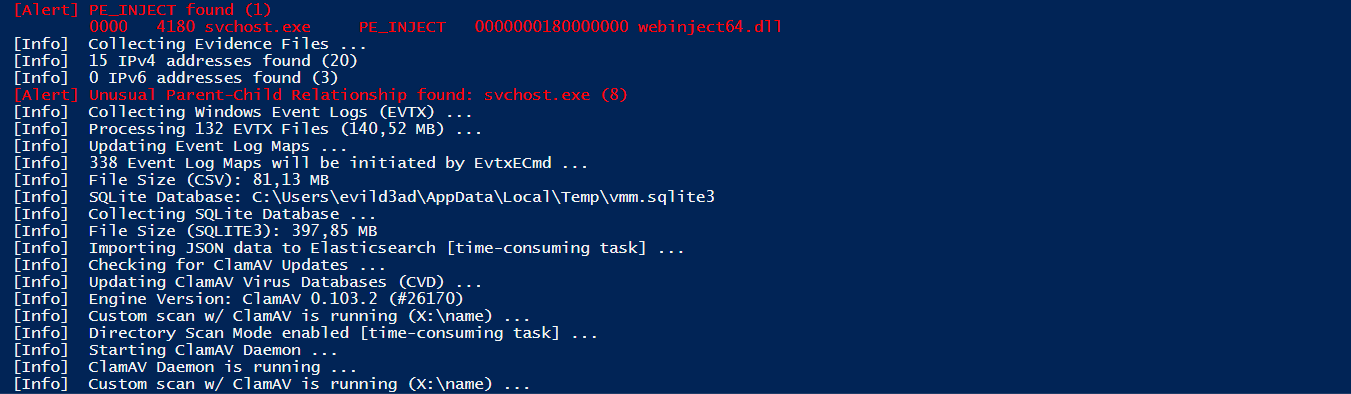 [Alert] PE_INJECT found (1)
0000 4180 svchost.exe PE_INJECT 0000000180000000 webinject64.dll
[Info] Collecting Evidence Files ...
[Info] 15 IPv4 addresses found (20)
[Info] 0 IPv6 addresses found (3)
[Alert] Unusual Parent-Child Relationship found: svchost.exe (8)
[Info] Collecting Windows Event Logs (EVTX) ...
[Info] Processing 132 EVTX Files (140,52 MB) ...
[Info] Updating Event Log Maps ...
[Info] 338 Event Log Maps will be initiated by EvtxECmd ...
[Info] File Size (CSV): 81,13 MB
[Info] SQLite Database: C:\Users\evild3ad\AppData\Local\Temp\vmm.sqlite3
[Info] Collecting SQLite Database ...
[Info] File Size (SQLITE3): 397,85 MB
[Info] Importing JSON data to Elasticsearch [time-consuming task] ...
[Info] Checking for ClamAV Updates ...
[Info] Updating ClamAV Virus Databases (CVD) ...
[Info] Engine Version: ClamAV 0.103.2 (#26170)
[Info] Custom scan w/ ClamAV is running (X:\name) ...
[Info] Directory Scan Mode enabled [time-consuming task] ...
[Info] Starting ClamAV Daemon ...
[Info] ClamAV Daemon is running ...
[Info] Custom scan w/ ClamAV is running (X:\name) ...